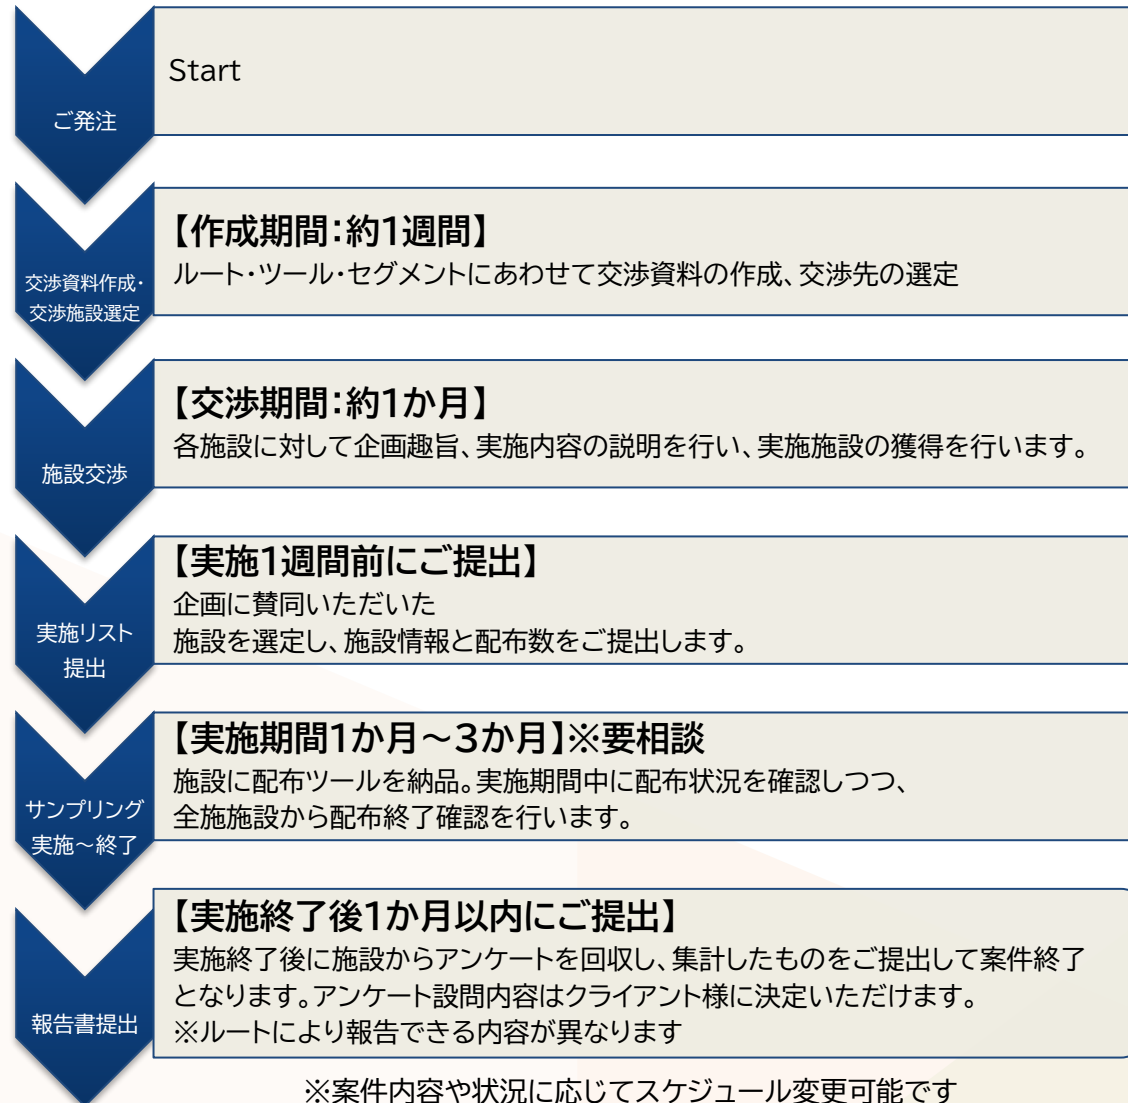 Start
ご発注
【作成期間：約1週間】
ルート・ツール・セグメントにあわせて交渉資料の作成、交渉先の選定
交渉資料作成・
交渉施設選定
【交渉期間：約1か月】
各施設に対して企画趣旨、実施内容の説明を行い、実施施設の獲得を行います。
施設交渉
【実施1週間前にご提出】
企画に賛同いただいた
施設を選定し、施設情報と配布数をご提出します。
実施リスト
提出
【実施期間1か月～3か月】※要相談
施設に配布ツールを納品。実施期間中に配布状況を確認しつつ、
全施施設から配布終了確認を行います。
サンプリング
実施～終了
【実施終了後1か月以内にご提出】
実施終了後に施設からアンケートを回収し、集計したものをご提出して案件終了
となります。アンケート設問内容はクライアント様に決定いただけます。
※ルートにより報告できる内容が異なります
報告書提出
※案件内容や状況に応じてスケジュール変更可能です